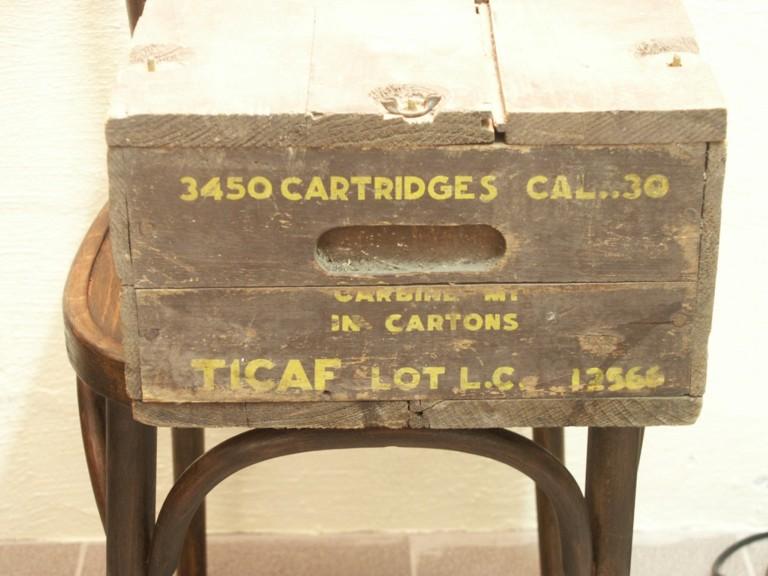 3450 CARTRIDGES CAL..30
CARBINE M1
IN CARTONS
TICAF LOT L.C. 12566